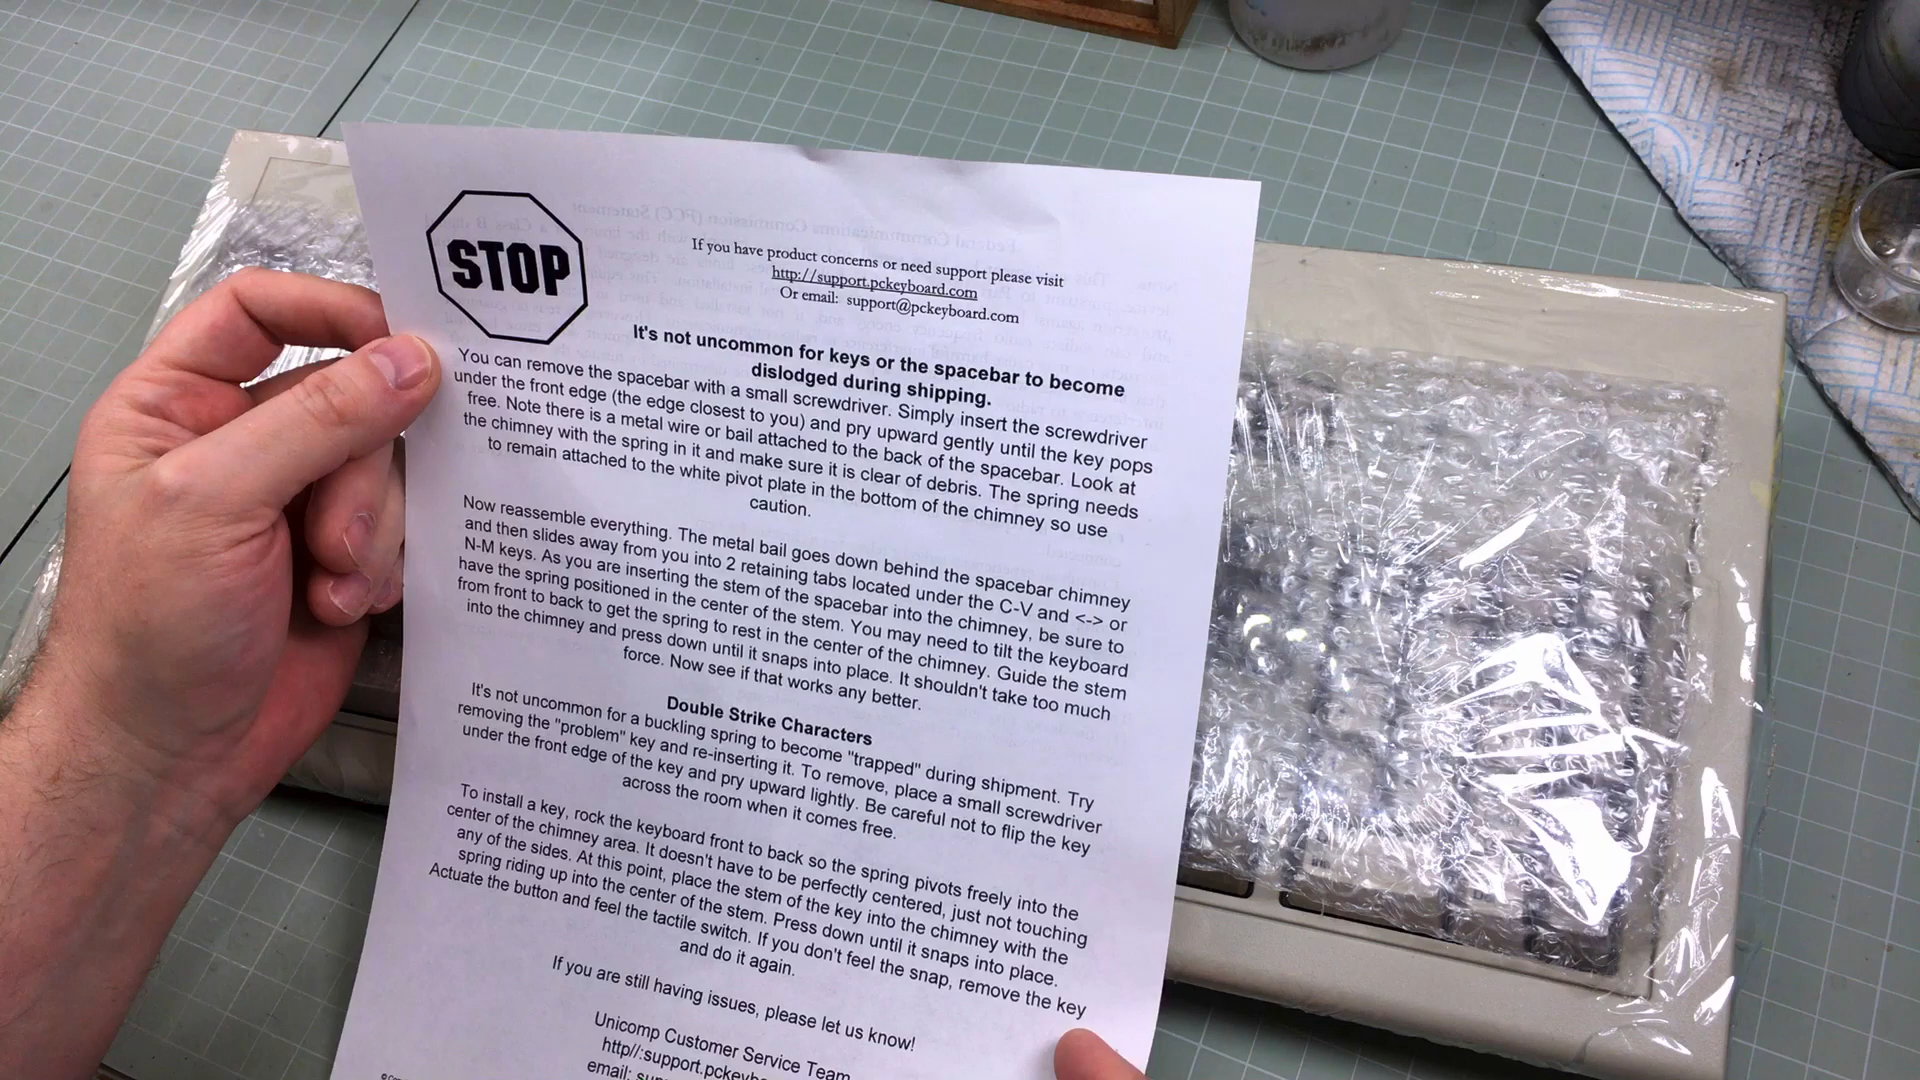 STOP
If you have product concerns or need support please visit
http://support.pckeyboard.com
Or email: support@pckeyboard.com
It's not uncommon for keys or the spacebar to become
dislodged during shipping.
You can remove the spacebar with a small screwdriver. Simply insert the screwdriver
under the front edge (the edge closest to you) and pry upward gently until the key pops
free. Note there is a metal wire or bail attached to the back of the spacebar. Look at
the chimney with the spring in it and make sure it is clear of debris. The spring needs
to remain attached to the white pivot plate in the bottom of the chimney so use
caution.
Now reassemble everything. The metal bail goes down behind the spacebar chimney
and then slides away from you into 2 retaining tabs located under the C-V and <-> or
N-M keys. As you are inserting the stem of the spacebar into the chimney, be sure to
have the spring positioned in the center of the stem. You may need to tilt the keyboard
from front to back to get the spring to rest in the center of the chimney. Guide the stem
into the chimney and press down until it snaps into place. It shouldn't take too much
force. Now see if that works any better.
Double Strike Characters
It's not uncommon for a buckling spring to become "trapped" during shipment. Try
removing the "problem" key and re-inserting it. To remove, place a small screwdriver
under the front edge of the key and pry upward lightly. Be careful not to flip the key
across the room when it comes free.
To install a key, rock the keyboard front to back so the spring pivots freely into the
center of the chimney area. It doesn't have to be perfectly centered, just not touching
any of the sides. At this point, place the stem of the key into the chimney with the
spring riding up into the center of the stem. Press down until it snaps into place.
Actuate the button and feel the tactile switch. If you don't feel the snap, remove the key
and do it again.
If you are still having issues, please let us know!
Unicomp Customer Service Team
http//:support.pckeyb
email: